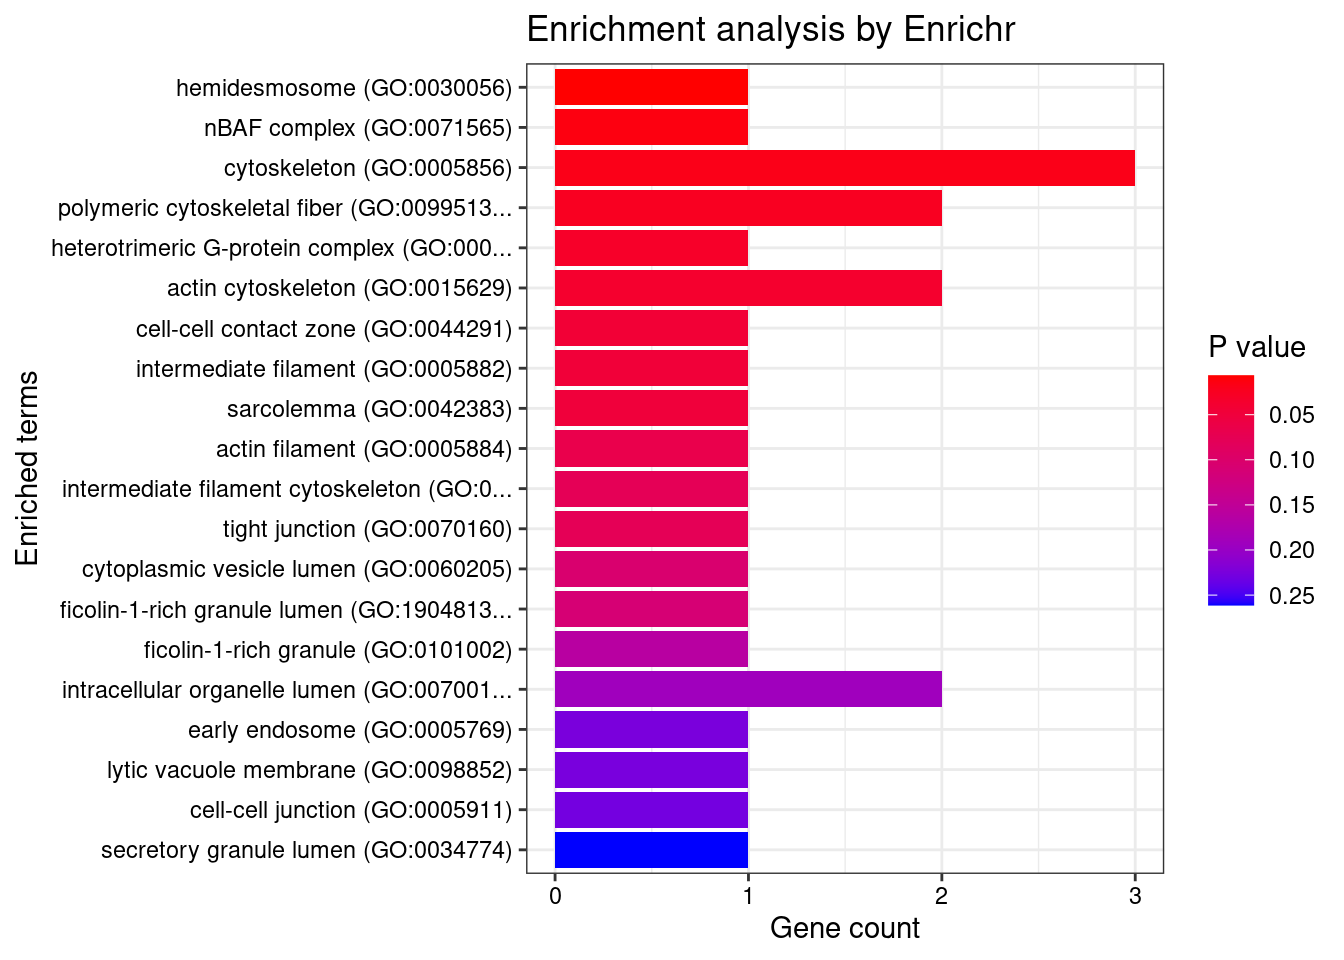 Enrichment analysis by Enrichr
Enriched terms
hemidesmosome (GO:0030056)
nBAF complex (GO:0071565)
cytoskeleton (GO:0005856)
polymeric cytoskeletal fiber (GO:0099513...
heterotrimeric G-protein complex (GO:000...
actin cytoskeleton (GO:0015629)
cell-cell contact zone (GO:0044291)
intermediate filament (GO:0005882)
sarcolemma (GO:0042383)
actin filament (GO:0005884)
intermediate filament cytoskeleton (GO:0...
tight junction (GO:0070160)
cytoplasmic vesicle lumen (GO:0060205)
ficolin-1-rich granule lumen (GO:1904813...
ficolin-1-rich granule (GO:0101002)
intracellular organelle lumen (GO:007001...
early endosome (GO:0005769)
lytic vacuole membrane (GO:0098852)
cell-cell junction (GO:0005911)
secretory granule lumen (GO:0034774)
0 1 2 3
Gene count
P value
0.05
0.10
0.15
0.20
0.25